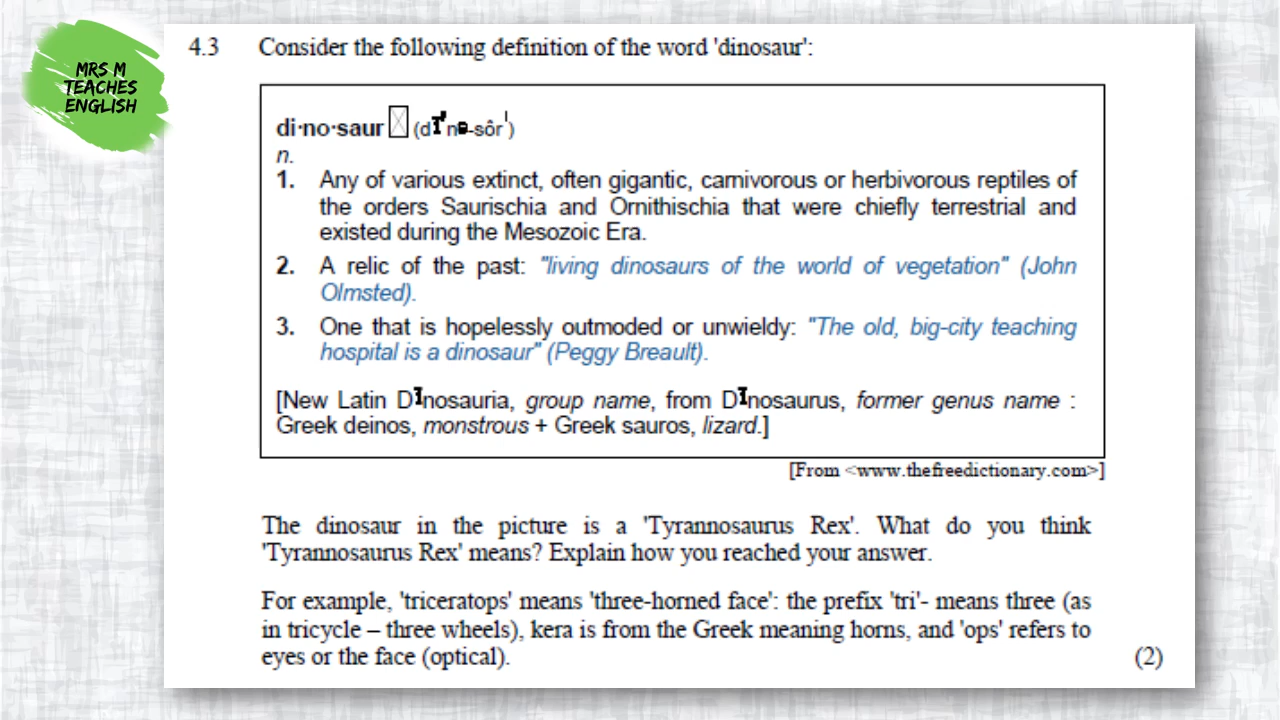 MRS M
TEACHES
ENGLISH
4.3 Consider the following definition of the word 'dinosaur':
di·no·saur (dī'nə-sôr')
n.
1. Any of various extinct, often gigantic, carnivorous or herbivorous reptiles of
the orders Saurischia and Ornithischia that were chiefly terrestrial and
existed during the Mesozoic Era.
2. A relic of the past: "living dinosaurs of the world of vegetation" (John
Olmsted).
3. One that is hopelessly outmoded or unwieldy: "The old, big-city teaching
hospital is a dinosaur" (Peggy Breault).
[New Latin Dīnosauria, group name, from Dīnosaurus, former genus name :
Greek deinos, monstrous + Greek sauros, lizard.]
[From <www.thefreedictionary.com>]
The dinosaur in the picture is a 'Tyrannosaurus Rex'. What do you think
'Tyrannosaurus Rex' means? Explain how you reached your answer.
For example, 'triceratops' means 'three-horned face': the prefix 'tri'- means three (as
in tricycle – three wheels), kera is from the Greek meaning horns, and 'ops' refers to
eyes or the face (optical). (2)